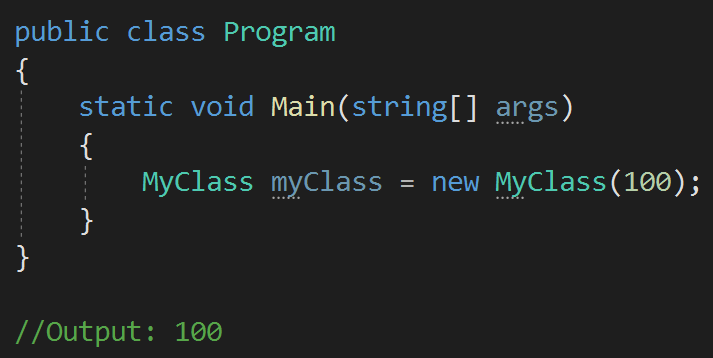 public class Program
{
static void Main(string[] args)
{
MyClass myClass = new MyClass(100);
}
}
//Output: 100